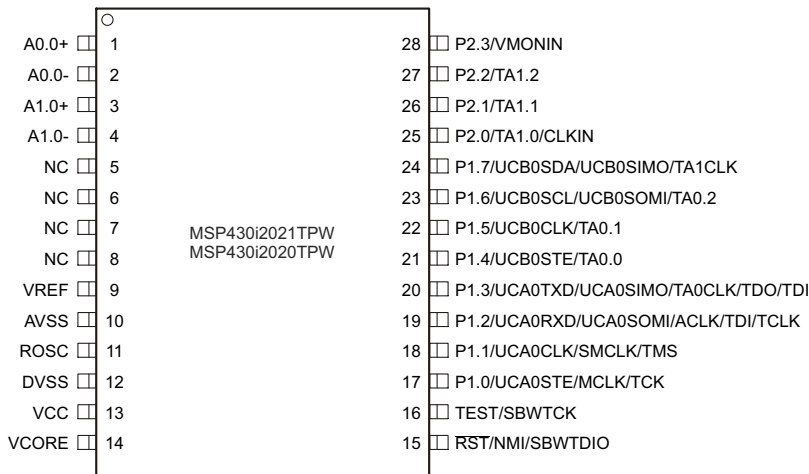 A0.0+ 1 28 P2.3/VMONIN
A0.0- 2 27 P2.2/TA1.2
A1.0+ 3 26 P2.1/TA1.1
A1.0- 4 25 P2.0/TA1.0/CLKIN
NC 5 24 P1.7/UCB0SDA/UCB0SIMO/TA1CLK
NC 6 23 P1.6/UCB0SCL/UCB0SOMI/TA0.2
NC 7 22 P1.5/UCB0CLK/TA0.1
MSP430i2021TPW
MSP430i2020TPW
NC 8 21 P1.4/UCB0STE/TA0.0
VREF 9 20 P1.3/UCA0TXD/UCA0SIMO/TA0CLK/TDO/TDI
AVSS 10 19 P1.2/UCA0RXD/UCA0SOMI/ACLK/TDI/TCLK
ROSC 11 18 P1.1/UCA0CLK/SMCLK/TMS
DVSS 12 17 P1.0/UCA0STE/MCLK/TCK
VCC 13 16 TEST/SBWTCK
VCORE 14 15 RST/NMI/SBWTDIO